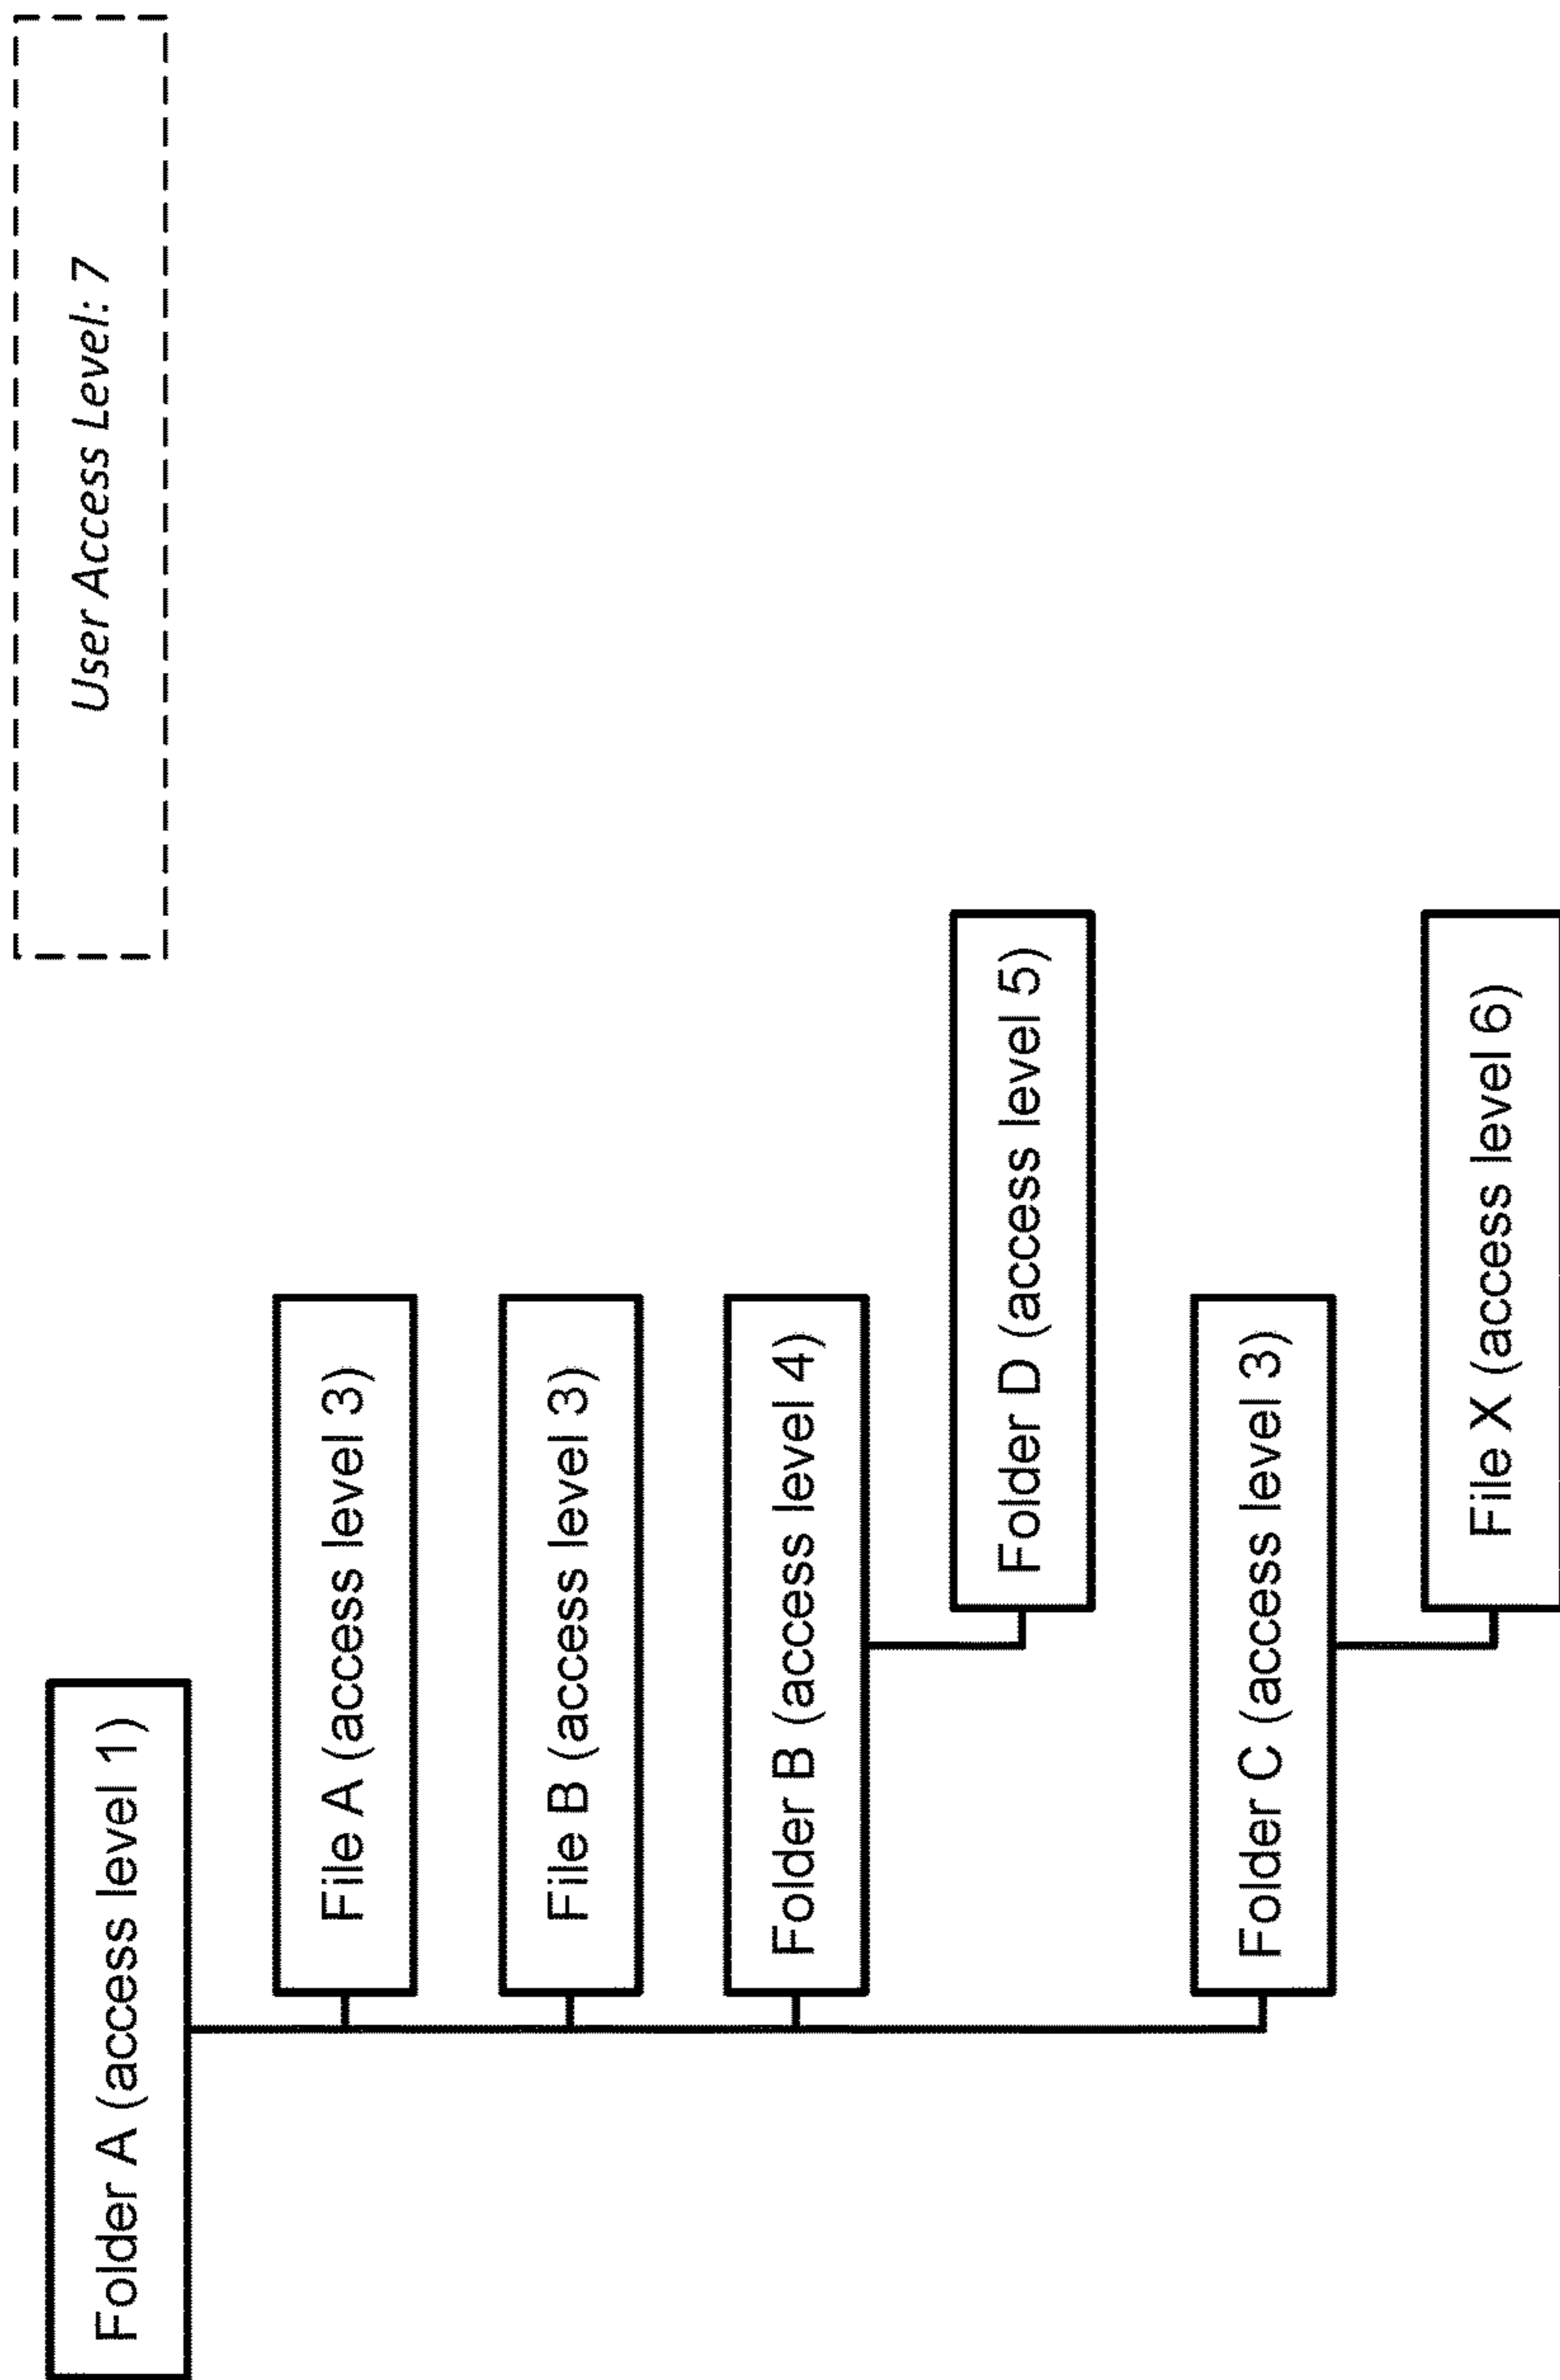 User Access Level: 7
Folder A (access level 1)
File A (access level 3)
File B (access level 3)
Folder B (access level 4)
Folder D (access level 5)
Folder C (access level 3)
File X (access level 6)